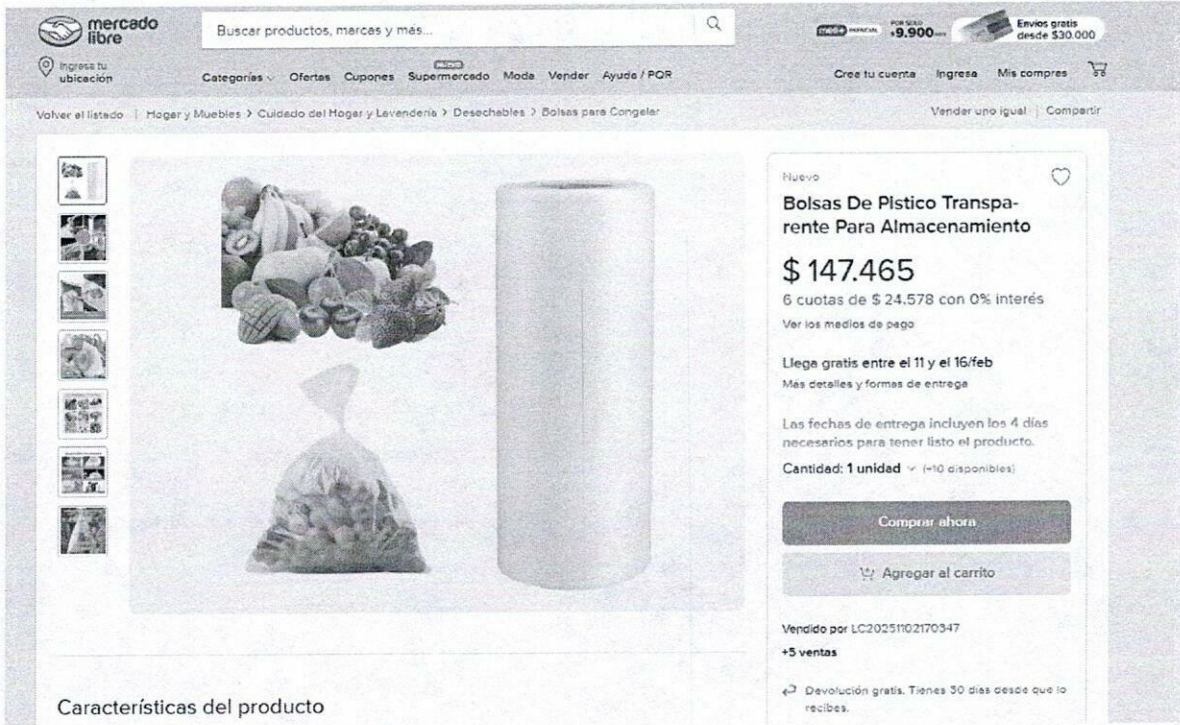 mercado
libre
Buscar productos, marcas y más...
meli+
POR SOLO
$9.900
Envíos gratis
desde $30.000
Ingresa tu
ubicación
Categorías
Ofertas
Cupones
Supermercado
Moda
Vender
Ayuda / PQR
Crea tu cuenta
Ingresa
Mis compras
Volver al listado | Hogar y Muebles > Cuidado del Hogar y Lavandería > Desechables > Bolsas para Congelar
Vender uno igual | Compartir
Nuevo
Bolsas De Plstico Transpa-
rente Para Almacenamiento
$ 147.465
6 cuotas de $ 24.578 con 0% interés
Ver los medios de pago
Llega gratis entre el 11 y el 16/feb
Más detalles y formas de entrega
Las fechas de entrega incluyen los 4 días
necesarios para tener listo el producto.
Cantidad: 1 unidad (+10 disponibles)
Comprar ahora
Agregar al carrito
Vendido por LC20251102170347
+5 ventas
Devolución gratis. Tienes 30 días desde que lo
recibes.
Características del producto